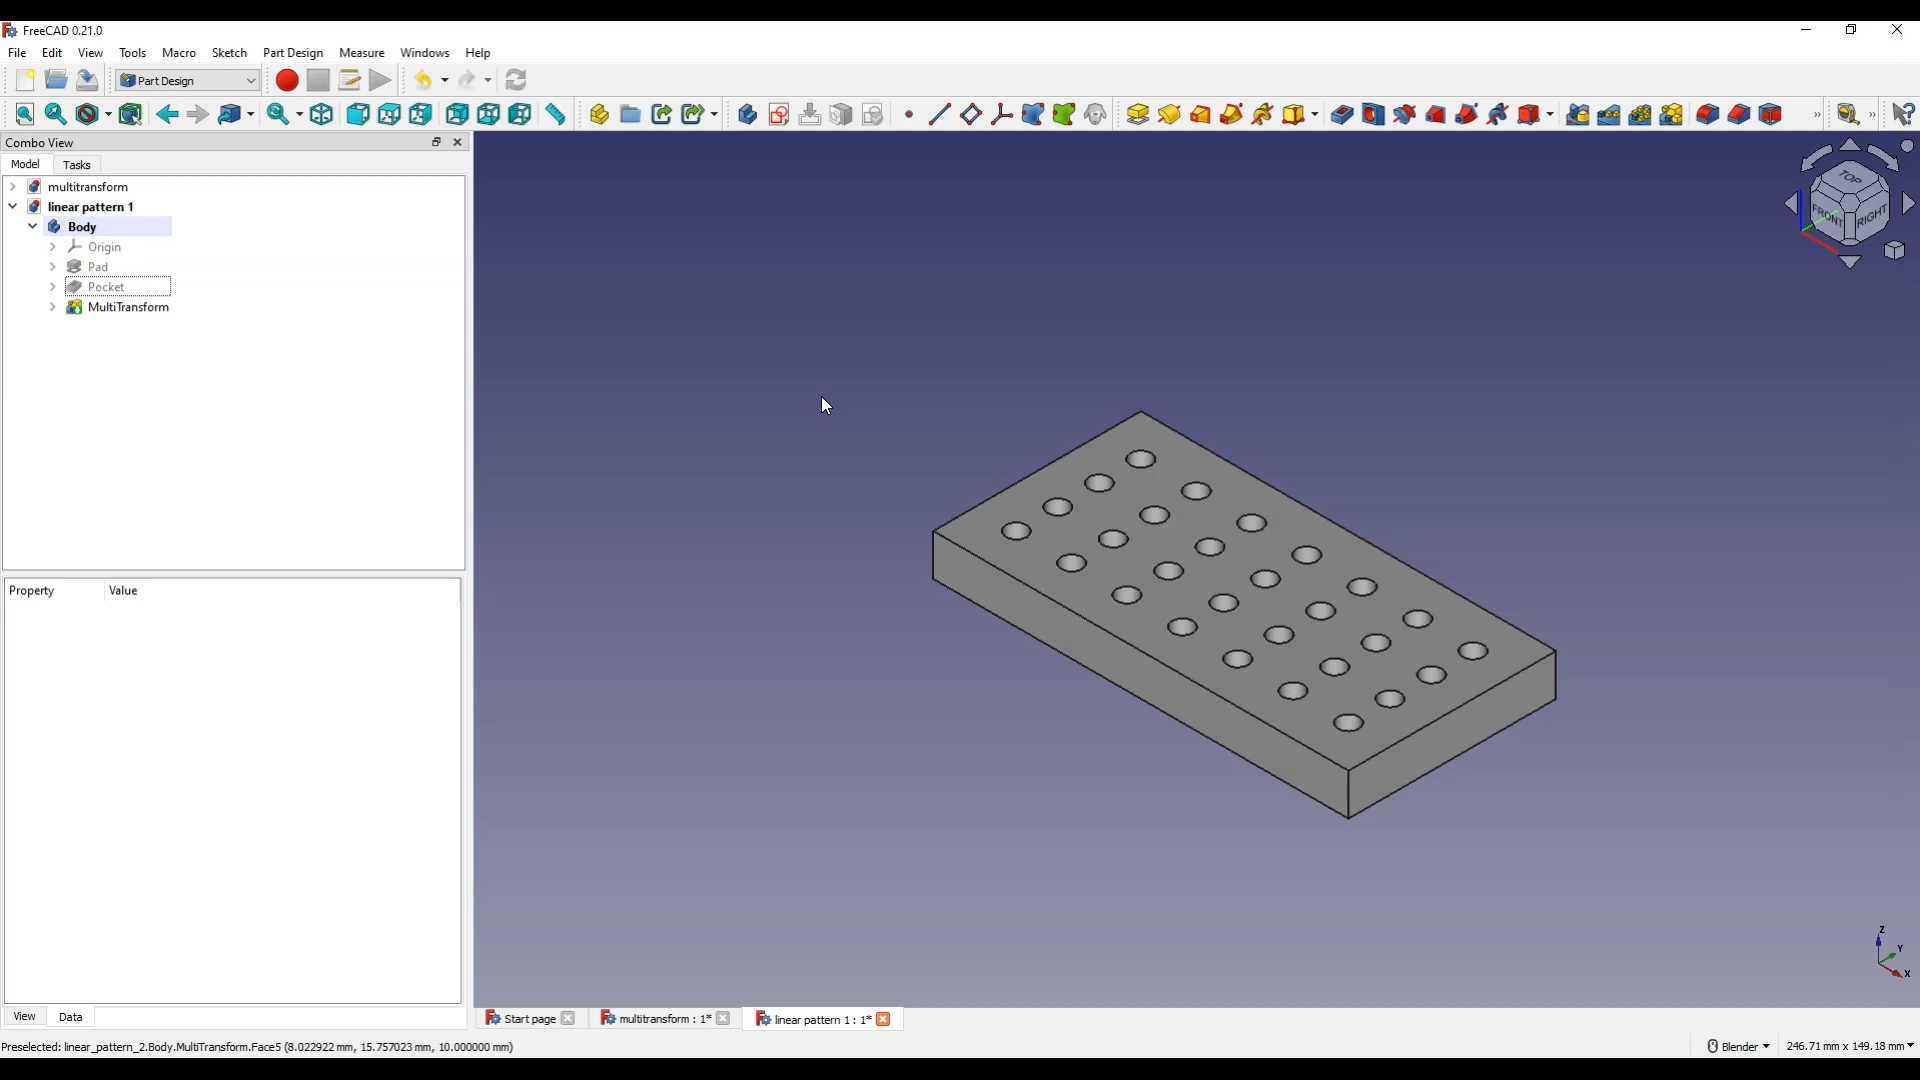 FreeCAD 0.21.0
File Edit View Tools Macro Sketch Part Design Measure Windows Help
Part Design
Combo View
Model Tasks
multitransform
linear pattern 1
Body
Origin
Pad
Pocket
MultiTransform
TOP
FRONT RIGHT
Property Value
Z
Y
X
View Data
Start page multitransform : 1* linear pattern 1 : 1*
Preselected: linear_pattern_2.Body.MultiTransform.Face5 (8.022922 mm, 15.757023 mm, 10.000000 mm)
Blender 246.71 mm x 149.18 mm